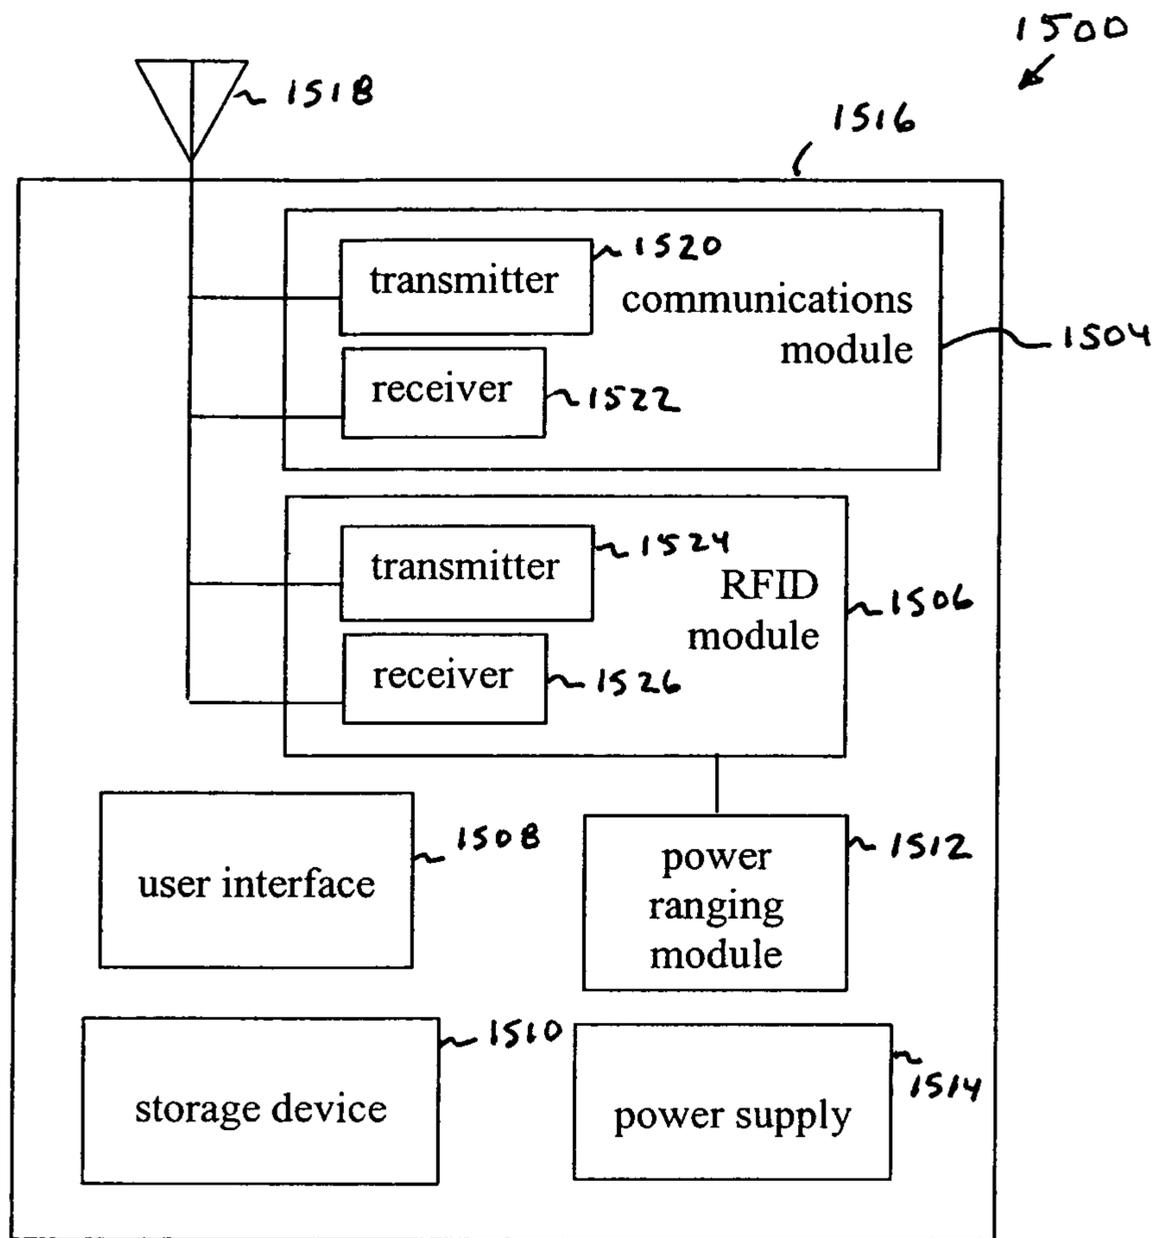 1500
1518
1516
transmitter
1520
communications
module
1504
receiver
1522
transmitter
1524
RFID
module
1506
receiver
1526
user interface
1508
power
ranging
module
1512
storage device
1510
power supply
1514